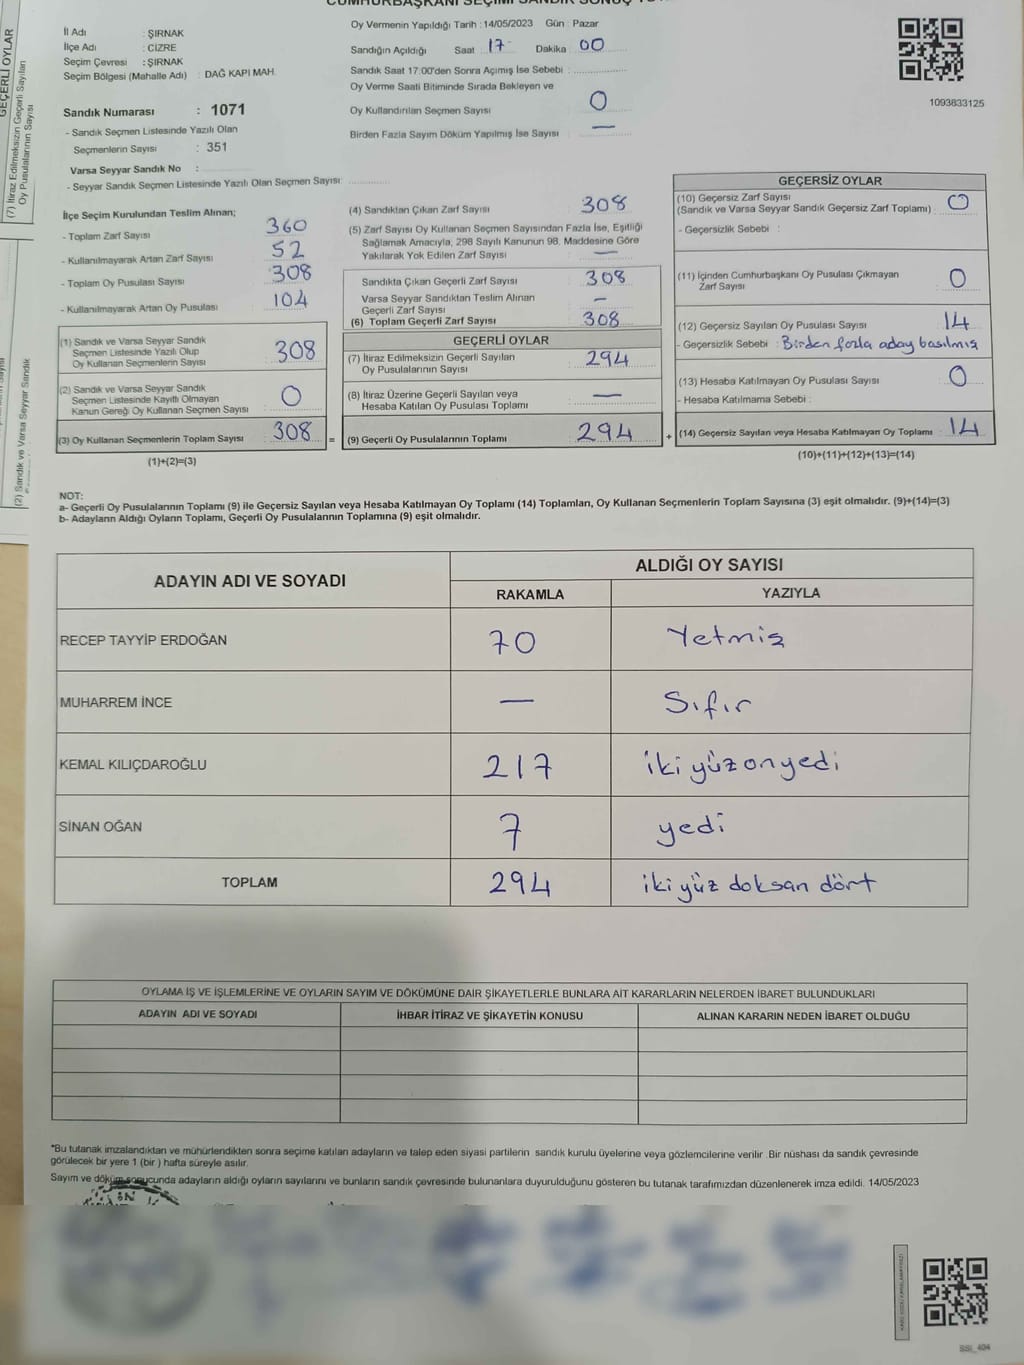 CUMHURBAŞKANI SEÇİMİ SANDIK SONUÇ
İl Adı : ŞIRNAK
İlçe Adı : CİZRE
Seçim Çevresi : ŞIRNAK
Seçim Bölgesi (Mahalle Adı) : DAĞ KAPI MAH.
Sandık Numarası : 1071
- Sandık Seçmen Listesinde Yazılı Olan
Seçmenlerin Sayısı : 351
Varsa Seyyar Sandık No :
- Seyyar Sandık Seçmen Listesinde Yazılı Olan Seçmen Sayısı:
Oy Vermenin Yapıldığı Tarih : 14/05/2023 Gün : Pazar
Sandığın Açıldığı Saat 17 Dakika 00
Sandık Saat 17:00'den Sonra Açımış İse Sebebi :
Oy Verme Saati Bitiminde Sırada Bekleyen ve
Oy Kullandırılan Seçmen Sayısı 0
Birden Fazla Sayım Döküm Yapılmış İse Sayısı —
1093833125
İlçe Seçim Kurulundan Teslim Alınan;
- Toplam Zarf Sayısı 360
- Kullanılmayarak Artan Zarf Sayısı 52
- Toplam Oy Pusulası Sayısı 308
- Kullanılmayarak Artan Oy Pusulası 104
(1) Sandık ve Varsa Seyyar Sandık
Seçmen Listesinde Yazılı Olup
Oy Kullanan Seçmenlerin Sayısı 308
(2) Sandık ve Varsa Seyyar Sandık
Seçmen Listesinde Kayıtlı Olmayan
Kanun Gereği Oy Kullanan Seçmen Sayısı 0
(3) Oy Kullanan Seçmenlerin Toplam Sayısı 308 =
(1)+(2)=(3)
(4) Sandıktan Çıkan Zarf Sayısı 308
(5) Zarf Sayısı Oy Kullanan Seçmen Sayısından Fazla İse, Eşitliği
Sağlamak Amacıyla, 298 Sayılı Kanunun 98. Maddesine Göre
Yakılarak Yok Edilen Zarf Sayısı —
Sandıkta Çıkan Geçerli Zarf Sayısı 308
Varsa Seyyar Sandıktan Teslim Alınan
Geçerli Zarf Sayısı —
(6) Toplam Geçerli Zarf Sayısı 308
GEÇERLİ OYLAR
(7) İtiraz Edilmeksizin Geçerli Sayılan
Oy Pusulalarının Sayısı 294
(8) İtiraz Üzerine Geçerli Sayılan veya
Hesaba Katılan Oy Pusulası Toplamı —
(9) Geçerli Oy Pusulalarının Toplamı 294 +
GEÇERSİZ OYLAR
(10) Geçersiz Zarf Sayısı
(Sandık ve Varsa Seyyar Sandık Geçersiz Zarf Toplamı) : 0
- Geçersizlik Sebebi :
(11) İçinden Cumhurbaşkanı Oy Pusulası Çıkmayan
Zarf Sayısı 0
(12) Geçersiz Sayılan Oy Pusulası Sayısı 14
- Geçersizlik Sebebi : Birden fazla aday basılmış
(13) Hesaba Katılmayan Oy Pusulası Sayısı 0
- Hesaba Katılmama Sebebi :
(14) Geçersiz Sayılan veya Hesaba Katılmayan Oy Toplamı 14
(10)+(11)+(12)+(13)=(14)
NOT:
a- Geçerli Oy Pusulalarının Toplamı (9) ile Geçersiz Sayılan veya Hesaba Katılmayan Oy Toplamı (14) Toplamları, Oy Kullanan Seçmenlerin Toplam Sayısına (3) eşit olmalıdır. (9)+(14)=(3)
b- Adayların Aldığı Oyların Toplamı, Geçerli Oy Pusulalarının Toplamına (9) eşit olmalıdır.
ADAYIN ADI VE SOYADI
ALDIĞI OY SAYISI
RAKAMLA YAZIYLA
RECEP TAYYİP ERDOĞAN 70 Yetmiş
MUHARREM İNCE — Sıfır
KEMAL KILIÇDAROĞLU 217 iki yüz onyedi
SİNAN OĞAN 7 yedi
TOPLAM 294 iki yüz doksan dört
OYLAMA İŞ VE İŞLEMLERİNE VE OYLARIN SAYIM VE DÖKÜMÜNE DAİR ŞİKAYETLERLE BUNLARA AİT KARARLARIN NELERDEN İBARET BULUNDUKLARI
ADAYIN ADI VE SOYADI İHBAR İTİRAZ VE ŞİKAYETİN KONUSU ALINAN KARARIN NEDEN İBARET OLDUĞU
*Bu tutanak imzalandıktan ve mühürlendikten sonra seçime katılan adayların ve talep eden siyasi partilerin sandık kurulu üyelerine veya gözlemcilerine verilir .Bir nüshası da sandık çevresinde
görülecek bir yere 1 (bir ) hafta süreyle asılır.
Sayım ve döküm sonucunda adayların aldığı oyların sayılarını ve bunların sandık çevresinde bulunanlara duyurulduğunu gösteren bu tutanak tarafımızdan düzenlenerek imza edildi. 14/05/2023
GEÇERLİ OYLAR
(7) İtiraz Edilmeksizin Geçerli Sayılan
Oy Pusulalarının Sayısı
(2) Sandık ve Varsa Seyyar Sandık